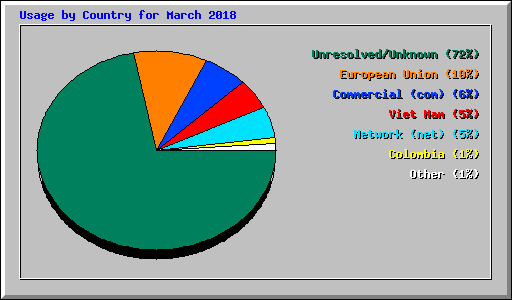 Usage by Country for March 2018
Unresolved/Unknown (72%)
European Union (10%)
Commercial (com) (6%)
Viet Nam (5%)
Network (net) (5%)
Colombia (1%)
Other (1%)